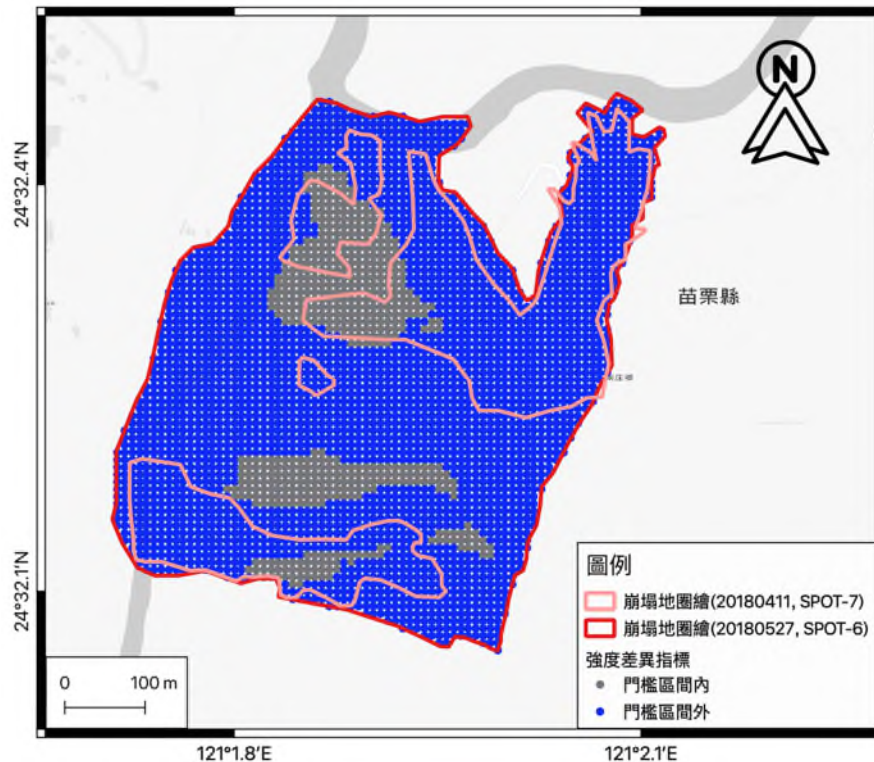 N
24°32.4'N
苗栗縣
24°32.1'N
圖例
崩塌地圈繪(20180411, SPOT-7)
崩塌地圈繪(20180527, SPOT-6)
強度差異指標
門檻區間內
門檻區間外
0 100 m
121°1.8'E 121°2.1'E